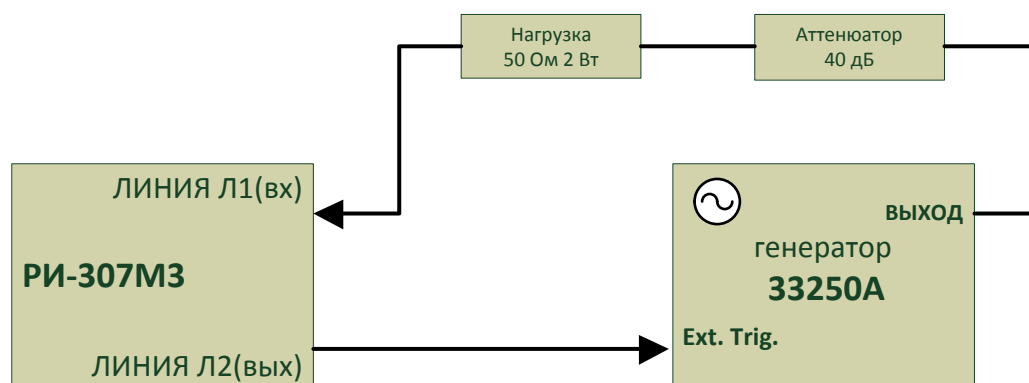 Нагрузка
50 Ом 2 Вт
Аттенюатор
40 дБ
ЛИНИЯ Л1(вх)
РИ-307М3
ЛИНИЯ Л2(вых)
ВЫХОД
генератор
33250А
Ext. Trig.